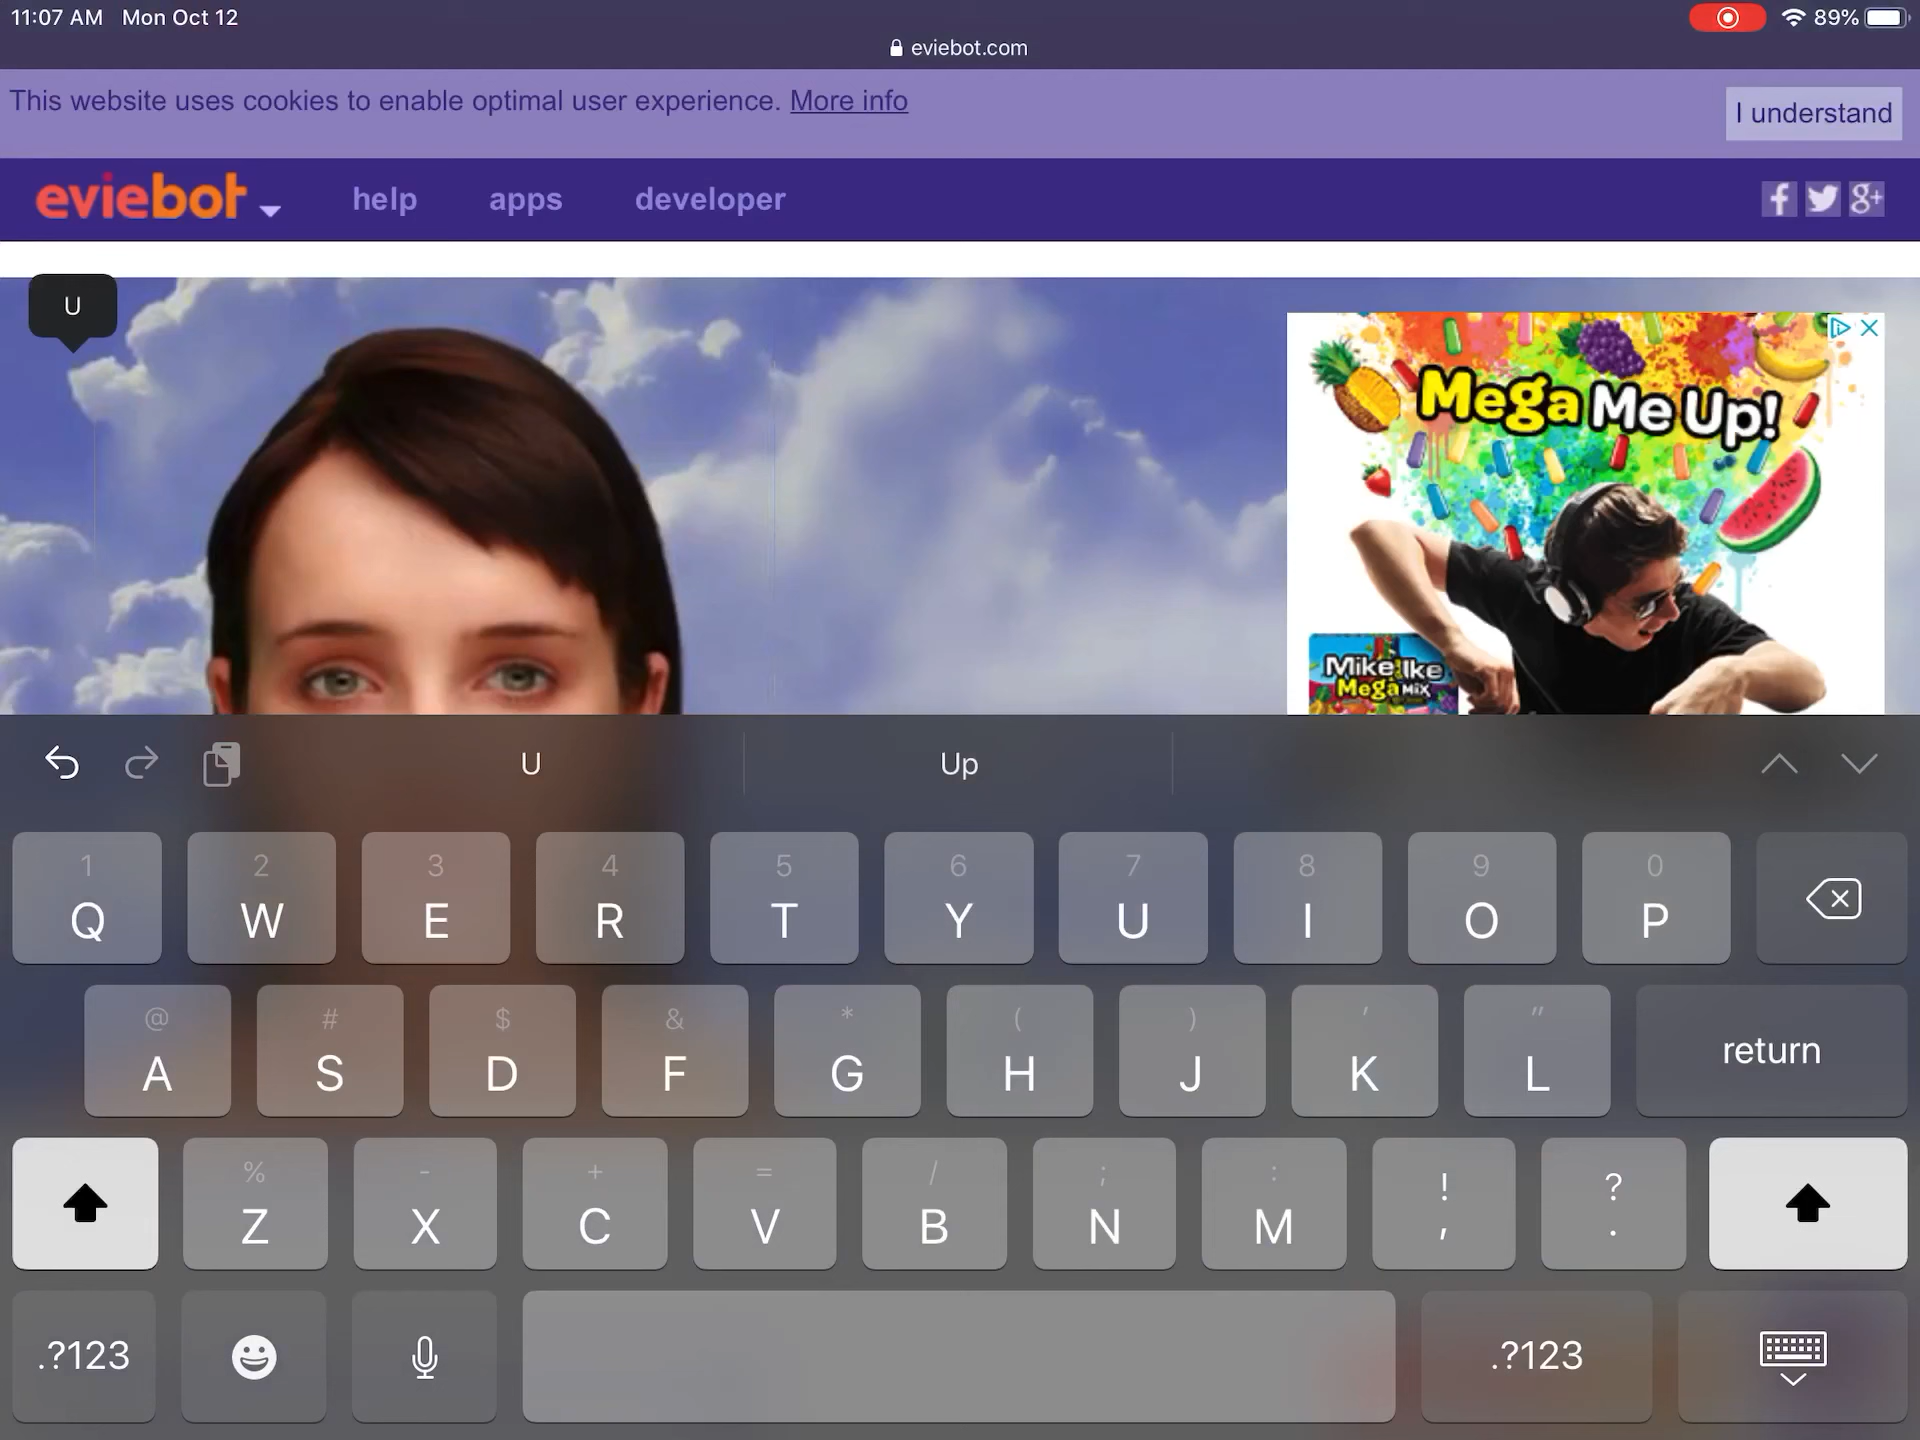 11:07 AM Mon Oct 12
89%
eviebot.com
This website uses cookies to enable optimal user experience. More info
I understand
eviebot
help
apps
developer
f
g+
U
Mega Me Up!
Mike and Ike
Mega Mix
U
Up
1 2 3 4 5 6 7 8 9 0
Q W E R T Y U I O P
@ # $ & * ( ) ' "
A S D F G H J K L return
% - + = / ; : ! ?
Z X C V B N M , .
.?123
.?123